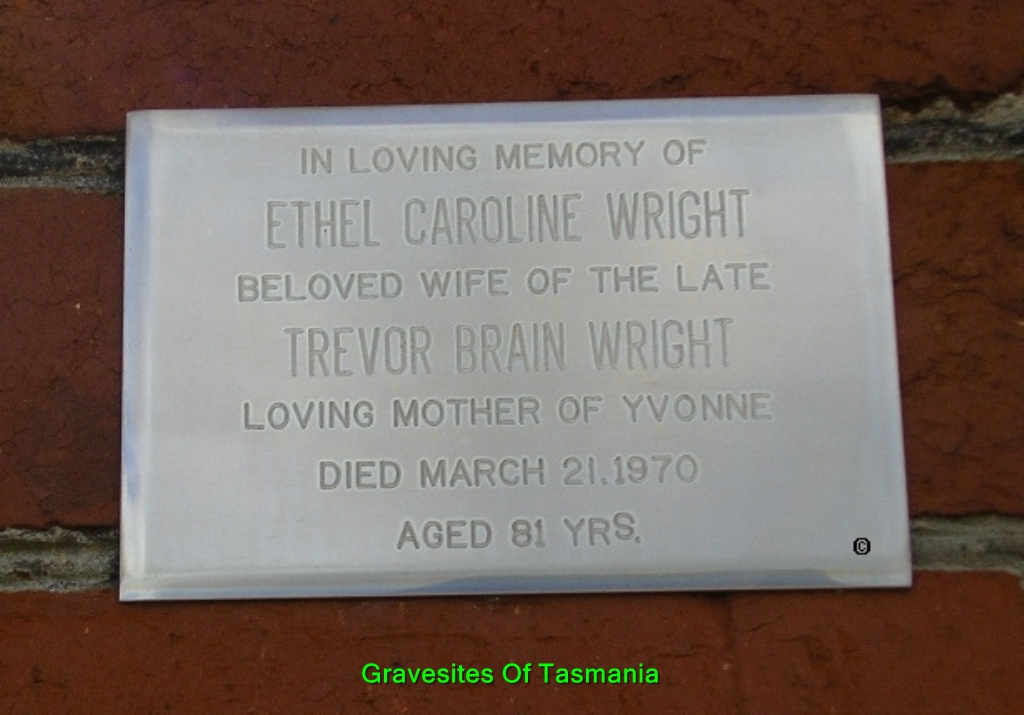 IN LOVING MEMORY OF
ETHEL CAROLINE WRIGHT
BELOVED WIFE OF THE LATE
TREVOR BRAIN WRIGHT
LOVING MOTHER OF YVONNE
DIED MARCH 21.1970
AGED 81 YRS.
©
Gravesites Of Tasmania